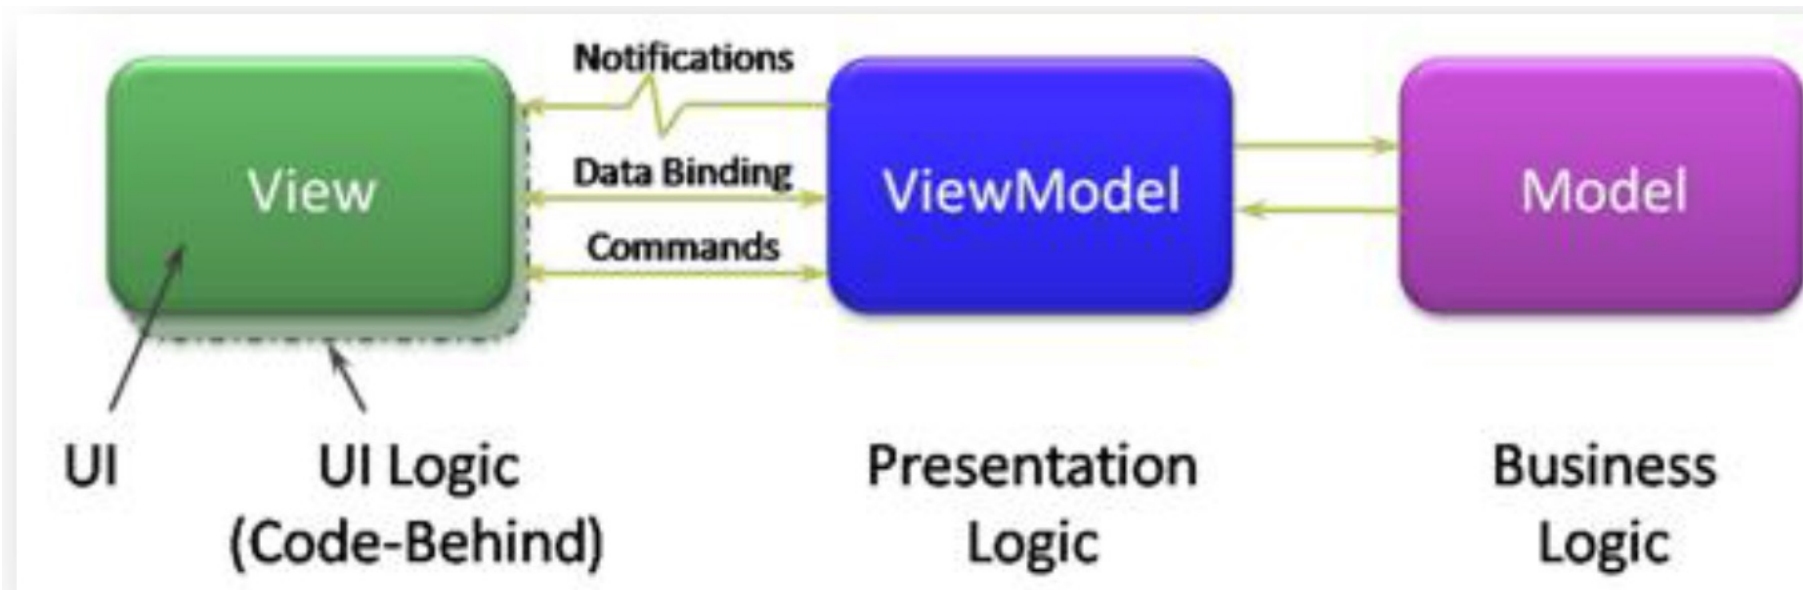 Notifications
View
Data Binding
ViewModel
Model
Commands
UI
UI Logic
(Code-Behind)
Presentation
Logic
Business
Logic